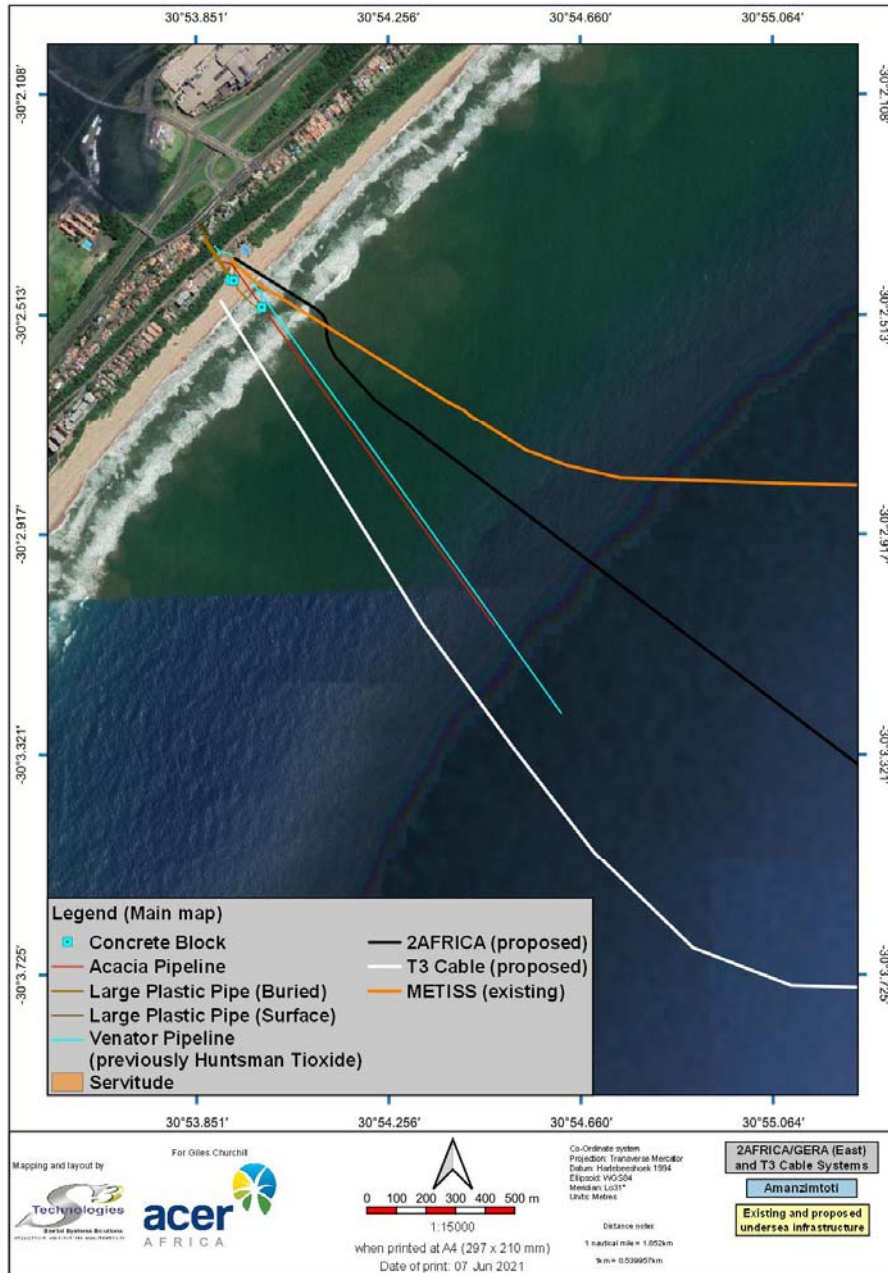 30°53.851' 30°54.256' 30°54.660' 30°55.064'
-30°2.108' -30°2.108'
-30°2.513' -30°2.513'
-30°2.917' -30°2.917'
-30°3.321' -30°3.321'
-30°3.725' -30°3.725'
Legend (Main map)
Concrete Block
Acacia Pipeline
Large Plastic Pipe (Buried)
Large Plastic Pipe (Surface)
Venator Pipeline
(previously Huntsman Tioxide)
Servitude
2AFRICA (proposed)
T3 Cable (proposed)
METISS (existing)
30°53.851' 30°54.256' 30°54.660' 30°55.064'
Mapping and layout by
Technologies
Spatial Systems Solutions
For Giles Churchill
acer
AFRICA
0 100 200 300 400 500 m
1:15000
when printed at A4 (297 x 210 mm)
Date of print: 07 Jun 2021
Co-Ordinate system
Projection: Transverse Mercator
Datum: Hartebeeshoek 1994
Ellipsoid: WGS84
Meridian: Lo31°
Units: Metres
Distance notes
1 nautical mile = 1.852km
1km = 0.539957km
2AFRICA/GERA (East)
and T3 Cable Systems
Amanzimtoti
Existing and proposed
undersea infrastructure